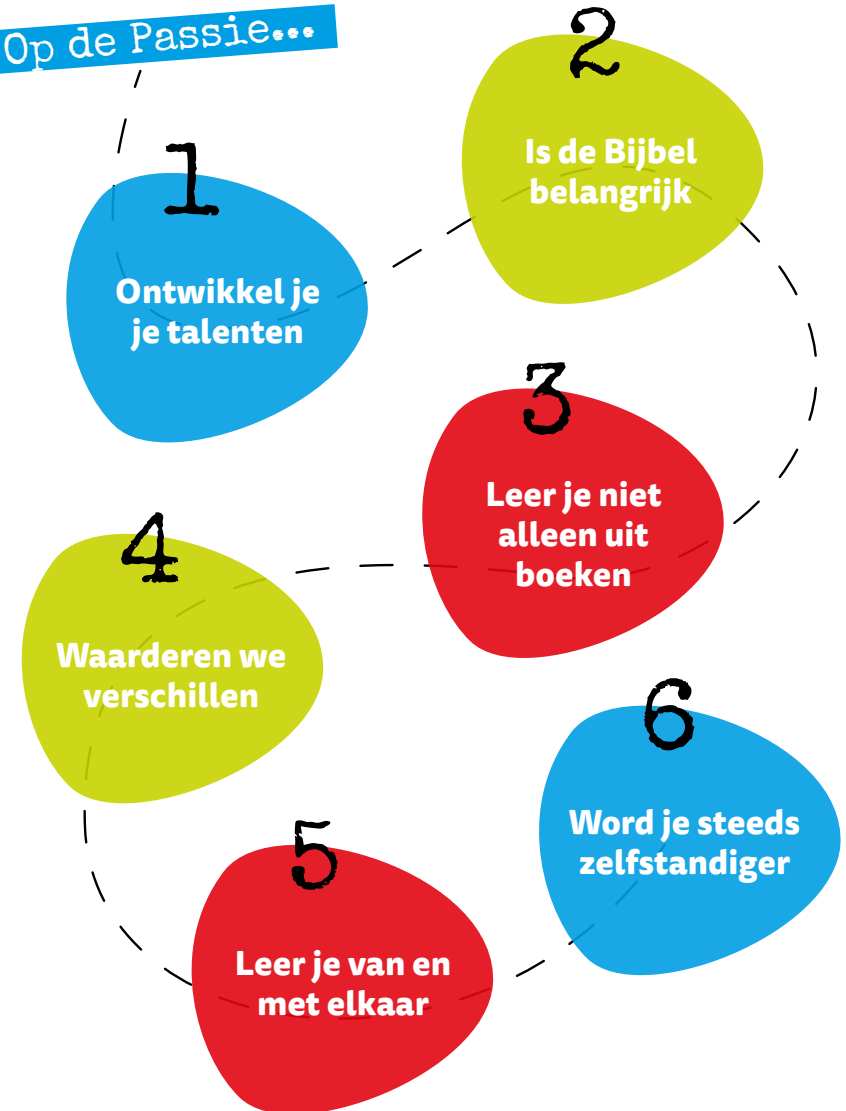 Op de Passie...
1
Ontwikkel je
je talenten
2
Is de Bijbel
belangrijk
3
Leer je niet
alleen uit
boeken
4
Waarderen we
verschillen
5
Leer je van en
met elkaar
6
Word je steeds
zelfstandiger